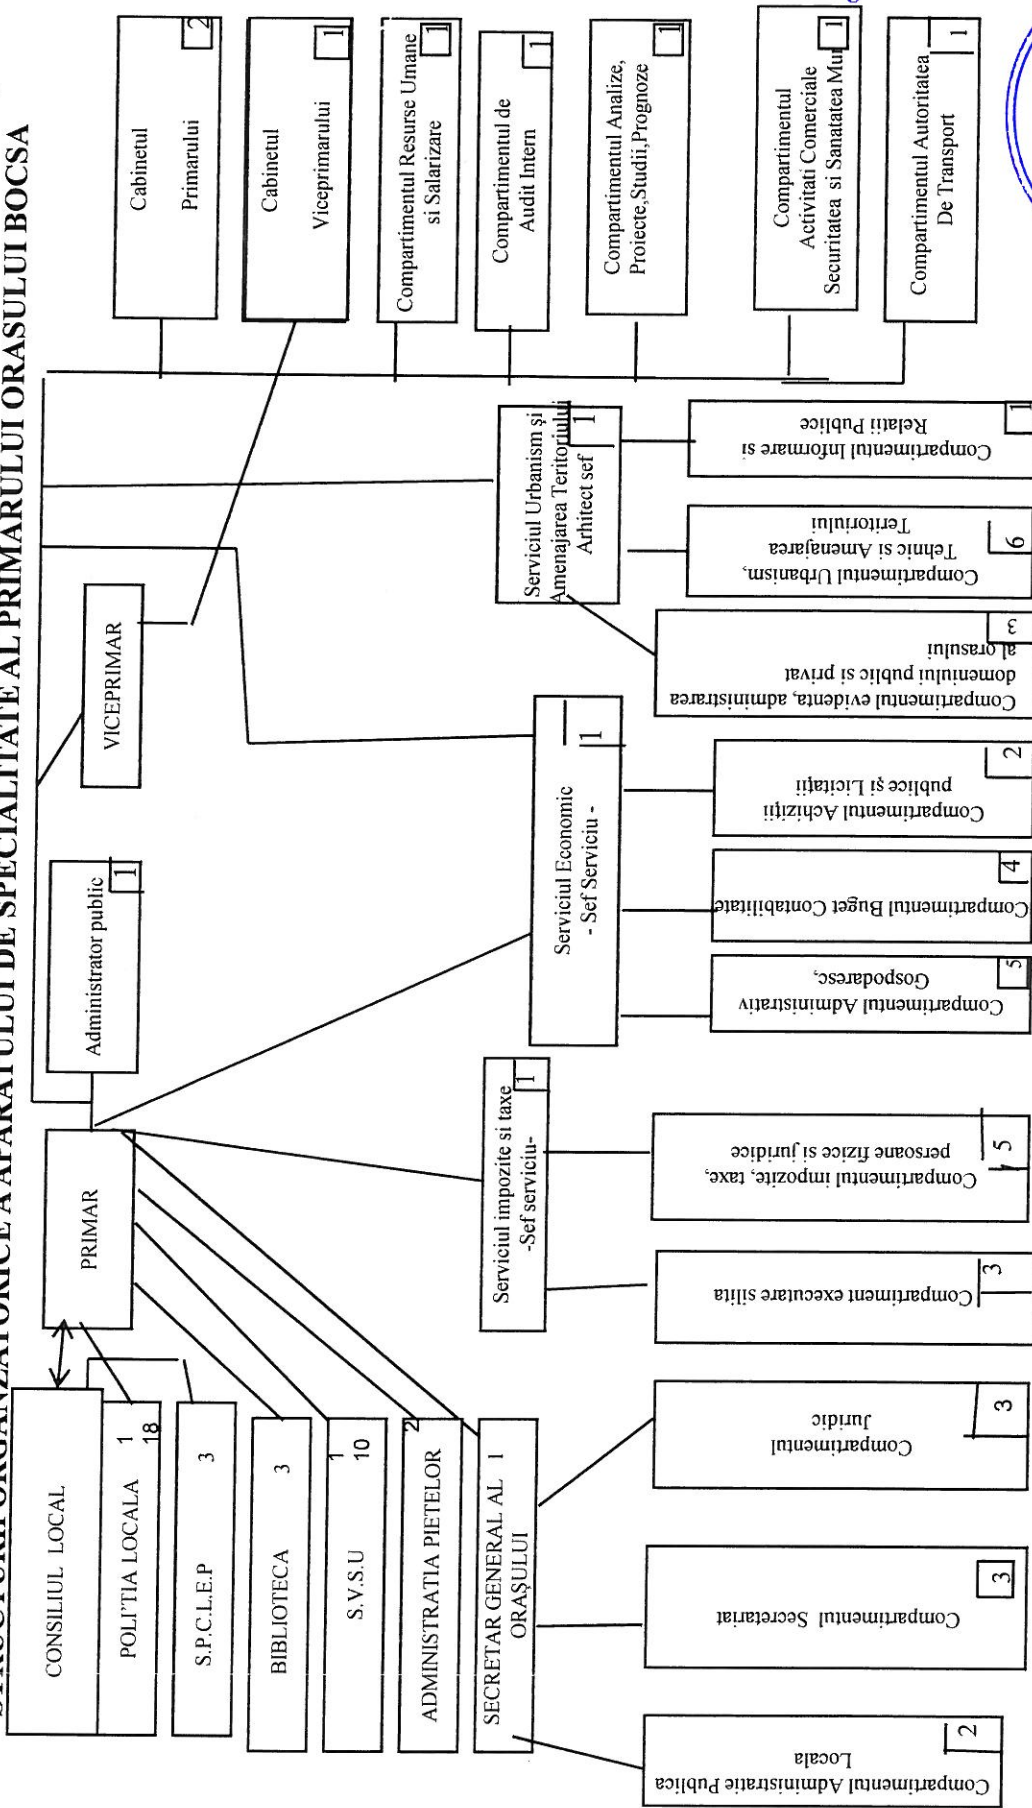 ORGANZATORICE A APARATULUI DE SPECIALITATE AL PRIMARULUI ORASULUI BOCSA
CONSILIUL LOCAL
POLITIA LOCALA 1
18
S.P.C.L.E.P 3
BIBLIOTECA 3
S.V.S.U 1
10
ADMINISTRATIA PIETELOR 2
SECRETAR GENERAL AL 1
ORAŞULUI
PRIMAR
Administrator public 1
VICEPRIMAR
Cabinetul
Primarului 2
Cabinetul
Viceprimarului 1
Compartimentul Resurse Umane
si Salarizare 1
Compartimentul de
Audit Intern 1
Compartimentul Analize,
Proiecte,Studii,Prognoze 1
Compartimentul
Activitati Comerciale
Securitatea si Sanatatea Mun 1
Compartimentul Autoritatea
De Transport 1
Serviciul impozite si taxe
-Sef serviciu- 1
Serviciul Economic
- Sef Serviciu - 1
Serviciul Urbanism şi
Amenajarea Teritoriului
Arhitect sef 1
Compartimentul Administratie Publica
Locala 2
Compartimentul Secretariat 3
Compartimentul
Juridic 3
Compartiment executare silita 3
Compartimentul impozite, taxe,
persoane fizice si juridice 5
Compartimentul Administrativ
Gospodaresc, 5
Compartimentul Buget Contabilitate 4
Compartimentul Achiziţii
publice şi Licitaţii 2
Compartimentul evidenta, administrarea
domeniului public si privat
al orasului 3
Compartimentul Urbanism,
Tehnic si Amenajarea
Teritoriului 6
Compartimentul Informare si
Relatii Publice 1